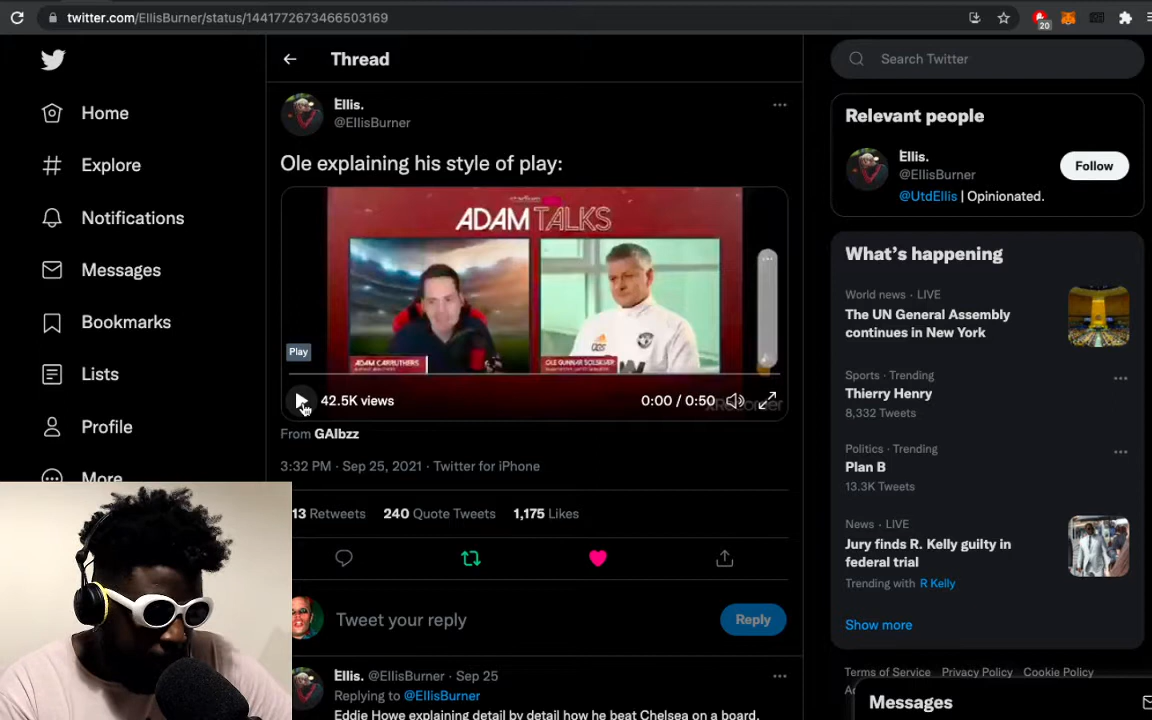 twitter.com/EllisBurner/status/1441772673466503169
20
Home
Explore
Notifications
Messages
Bookmarks
Lists
Profile
More
Thread
Ellis.
@EllisBurner
Ole explaining his style of play:
ADAM TALKS
ADAM CARRUTHERS
OLE GUNNAR SOLSKJAER
Play
42.5K views
0:00 / 0:50
From GAlbzz
3:32 PM · Sep 25, 2021 · Twitter for iPhone
13 Retweets 240 Quote Tweets 1,175 Likes
Tweet your reply
Reply
Ellis. @EllisBurner · Sep 25
Replying to @EllisBurner
Eddie Howe explaining detail by detail how he beat Chelsea on a board.
Search Twitter
Relevant people
Ellis.
@EllisBurner
Follow
@UtdEllis | Opinionated.
What's happening
World news · LIVE
The UN General Assembly
continues in New York
Sports · Trending
Thierry Henry
8,332 Tweets
Politics · Trending
Plan B
13.3K Tweets
News · LIVE
Jury finds R. Kelly guilty in
federal trial
Trending with R Kelly
Show more
Terms of Service Privacy Policy Cookie Policy
Messages